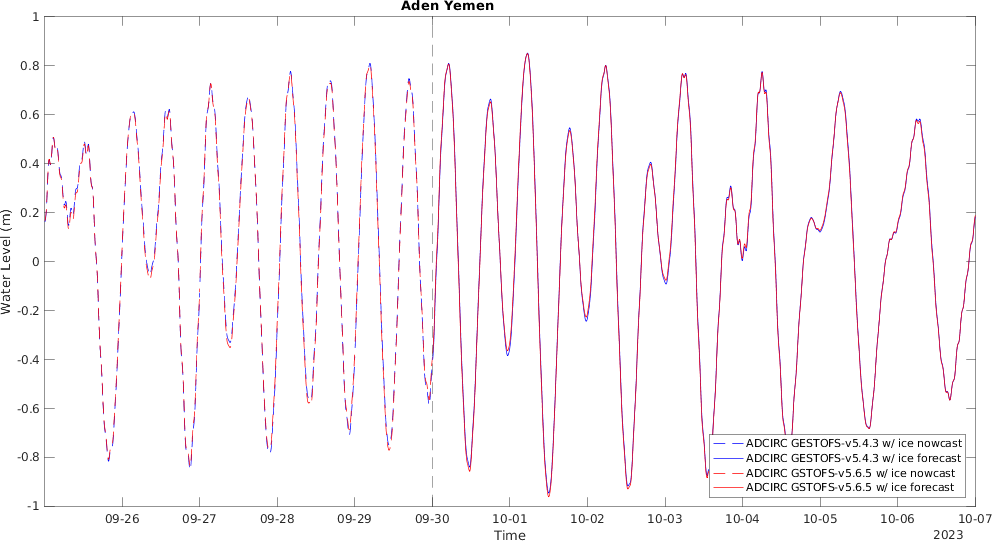 Aden Yemen
1
0.8
0.6
0.4
0.2
0
-0.2
-0.4
-0.6
-0.8
-1
Water Level (m)
ADCIRC GESTOFS-v5.4.3 w/ ice nowcast
ADCIRC GESTOFS-v5.4.3 w/ ice forecast
ADCIRC GSTOFS-v5.6.5 w/ ice nowcast
ADCIRC GSTOFS-v5.6.5 w/ ice forecast
09-26 09-27 09-28 09-29 09-30 10-01 10-02 10-03 10-04 10-05 10-06 10-07
Time
2023